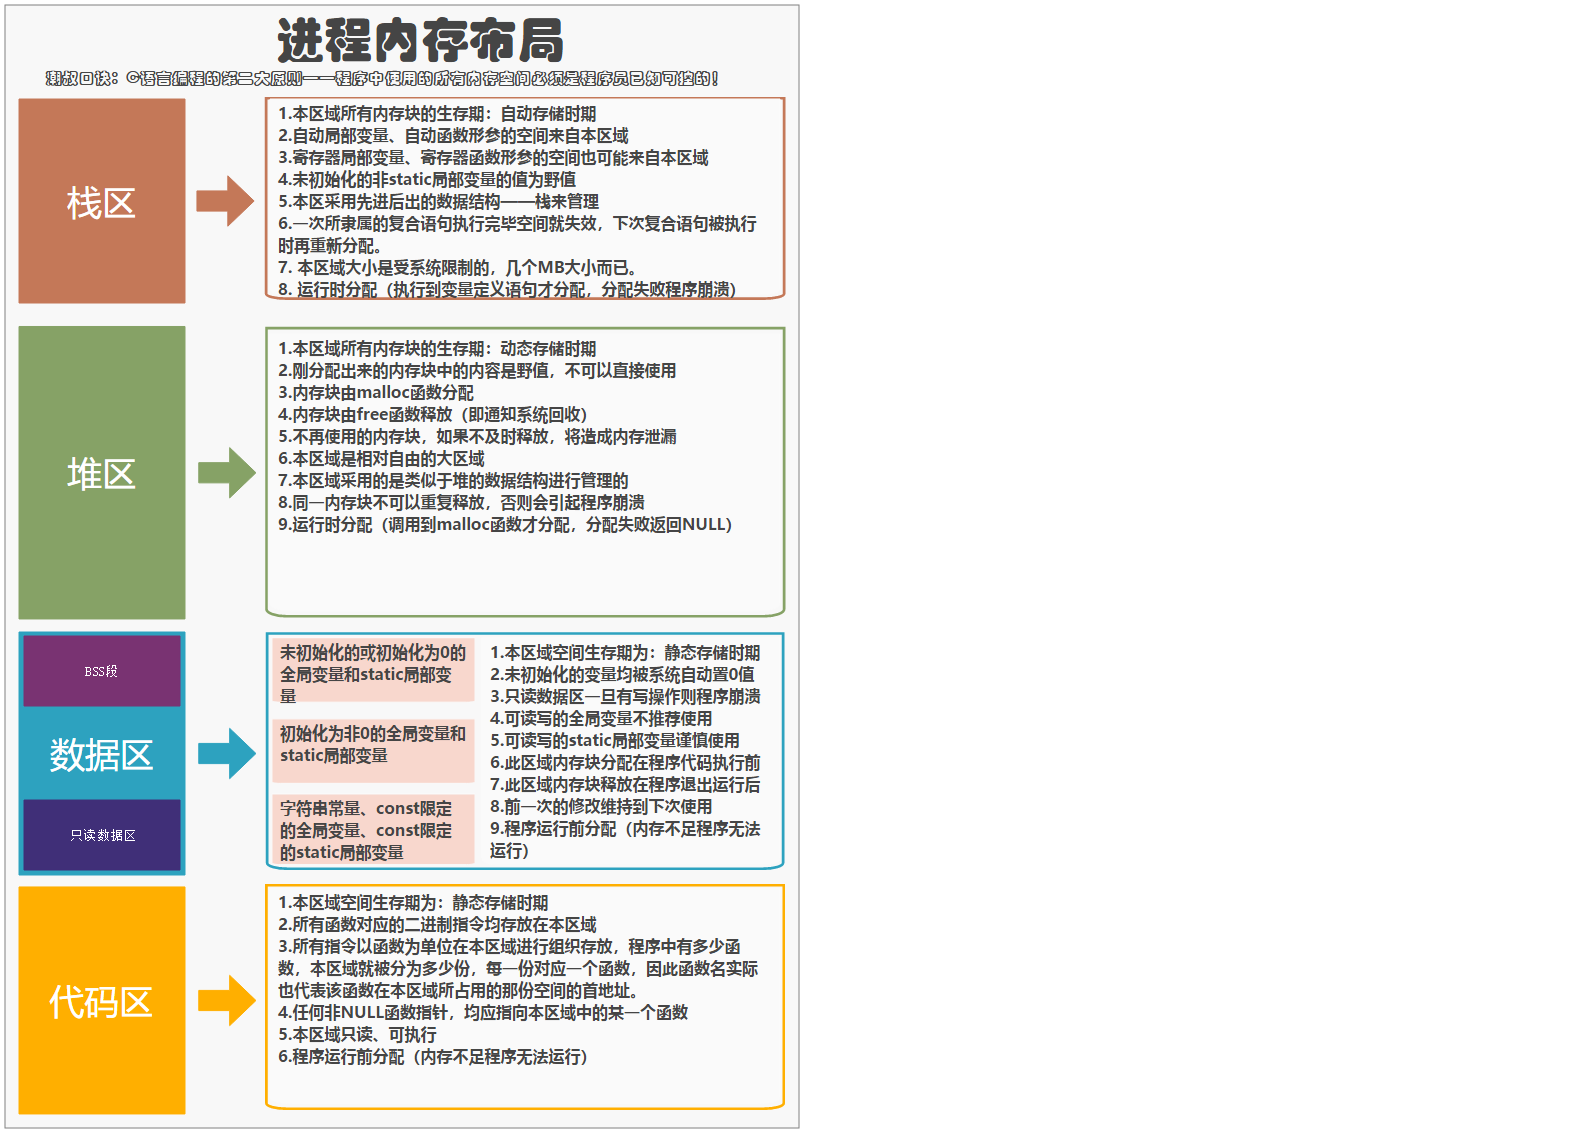 进程内存布局
潮叔口诀：C语言编程的第二大原则——程序中使用的所有内存空间必须是程序员已知可控的！
栈区
1.本区域所有内存块的生存期：自动存储时期
2.自动局部变量、自动函数形参的空间来自本区域
3.寄存器局部变量、寄存器函数形参的空间也可能来自本区域
4.未初始化的非static局部变量的值为野值
5.本区采用先进后出的数据结构——栈来管理
6.一次所隶属的复合语句执行完毕空间就失效，下次复合语句被执行
时再重新分配。
7. 本区域大小是受系统限制的，几个MB大小而已。
8. 运行时分配（执行到变量定义语句才分配，分配失败程序崩溃）
堆区
1.本区域所有内存块的生存期：动态存储时期
2.刚分配出来的内存块中的内容是野值，不可以直接使用
3.内存块由malloc函数分配
4.内存块由free函数释放（即通知系统回收）
5.不再使用的内存块，如果不及时释放，将造成内存泄漏
6.本区域是相对自由的大区域
7.本区域采用的是类似于堆的数据结构进行管理的
8.同一内存块不可以重复释放，否则会引起程序崩溃
9.运行时分配（调用到malloc函数才分配，分配失败返回NULL）
BSS段
数据区
只读数据区
未初始化的或初始化为0的
全局变量和static局部变
量
初始化为非0的全局变量和
static局部变量
字符串常量、const限定
的全局变量、const限定
的static局部变量
1.本区域空间生存期为：静态存储时期
2.未初始化的变量均被系统自动置0值
3.只读数据区一旦有写操作则程序崩溃
4.可读写的全局变量不推荐使用
5.可读写的static局部变量谨慎使用
6.此区域内存块分配在程序代码执行前
7.此区域内存块释放在程序退出运行后
8.前一次的修改维持到下次使用
9.程序运行前分配（内存不足程序无法
运行）
代码区
1.本区域空间生存期为：静态存储时期
2.所有函数对应的二进制指令均存放在本区域
3.所有指令以函数为单位在本区域进行组织存放，程序中有多少函
数，本区域就被分为多少份，每一份对应一个函数，因此函数名实际
也代表该函数在本区域所占用的那份空间的首地址。
4.任何非NULL函数指针，均应指向本区域中的某一个函数
5.本区域只读、可执行
6.程序运行前分配（内存不足程序无法运行）